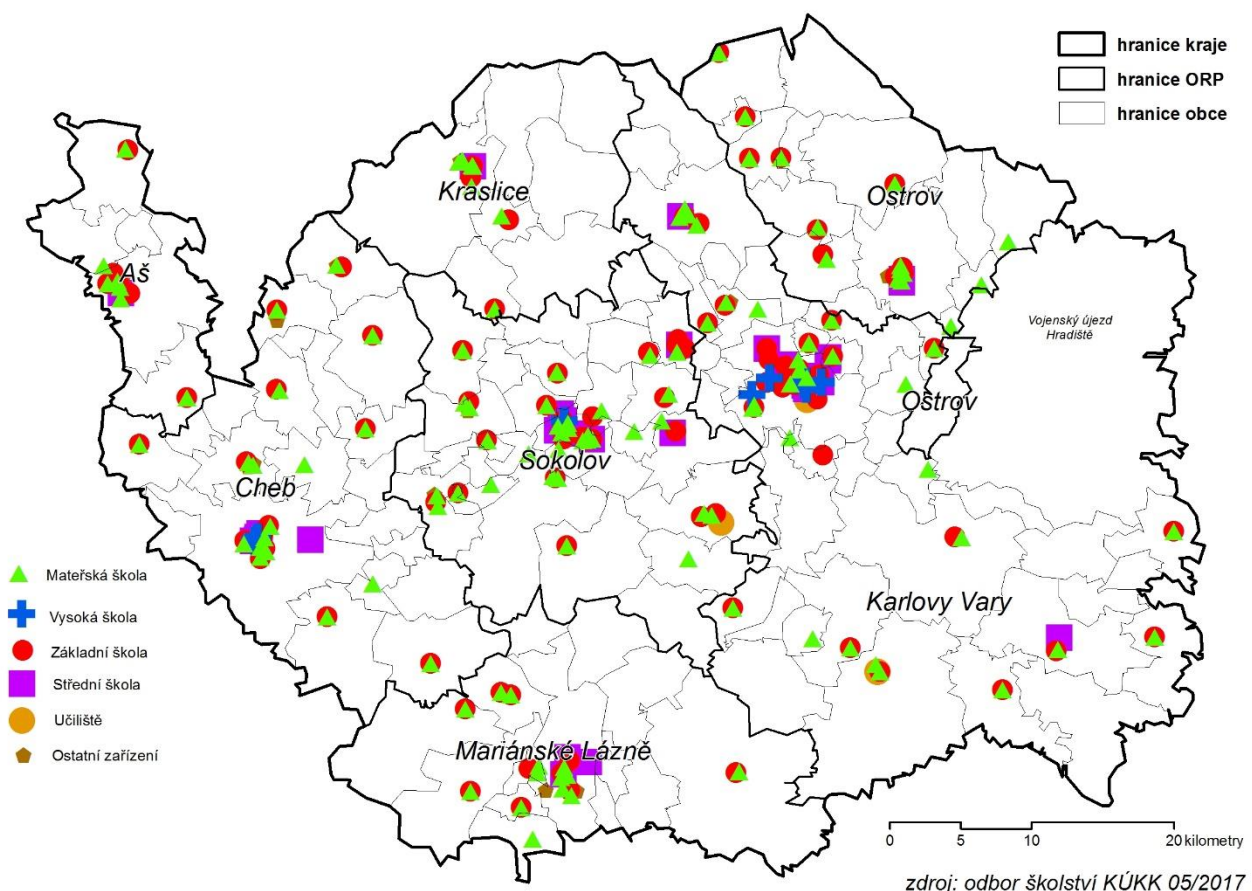 hranice kraje
hranice ORP
hranice obce
Kraslice
Ostrov
Aš
Vojenský újezd
Hradiště
Ostrov
Sokolov
Cheb
Mateřská škola
Vysoká škola
Základní škola
Střední škola
Učiliště
Ostatní zařízení
Karlovy Vary
Mariánské Lázně
0 5 10 20 kilometry
zdroj: odbor školství KÚKK 05/2017